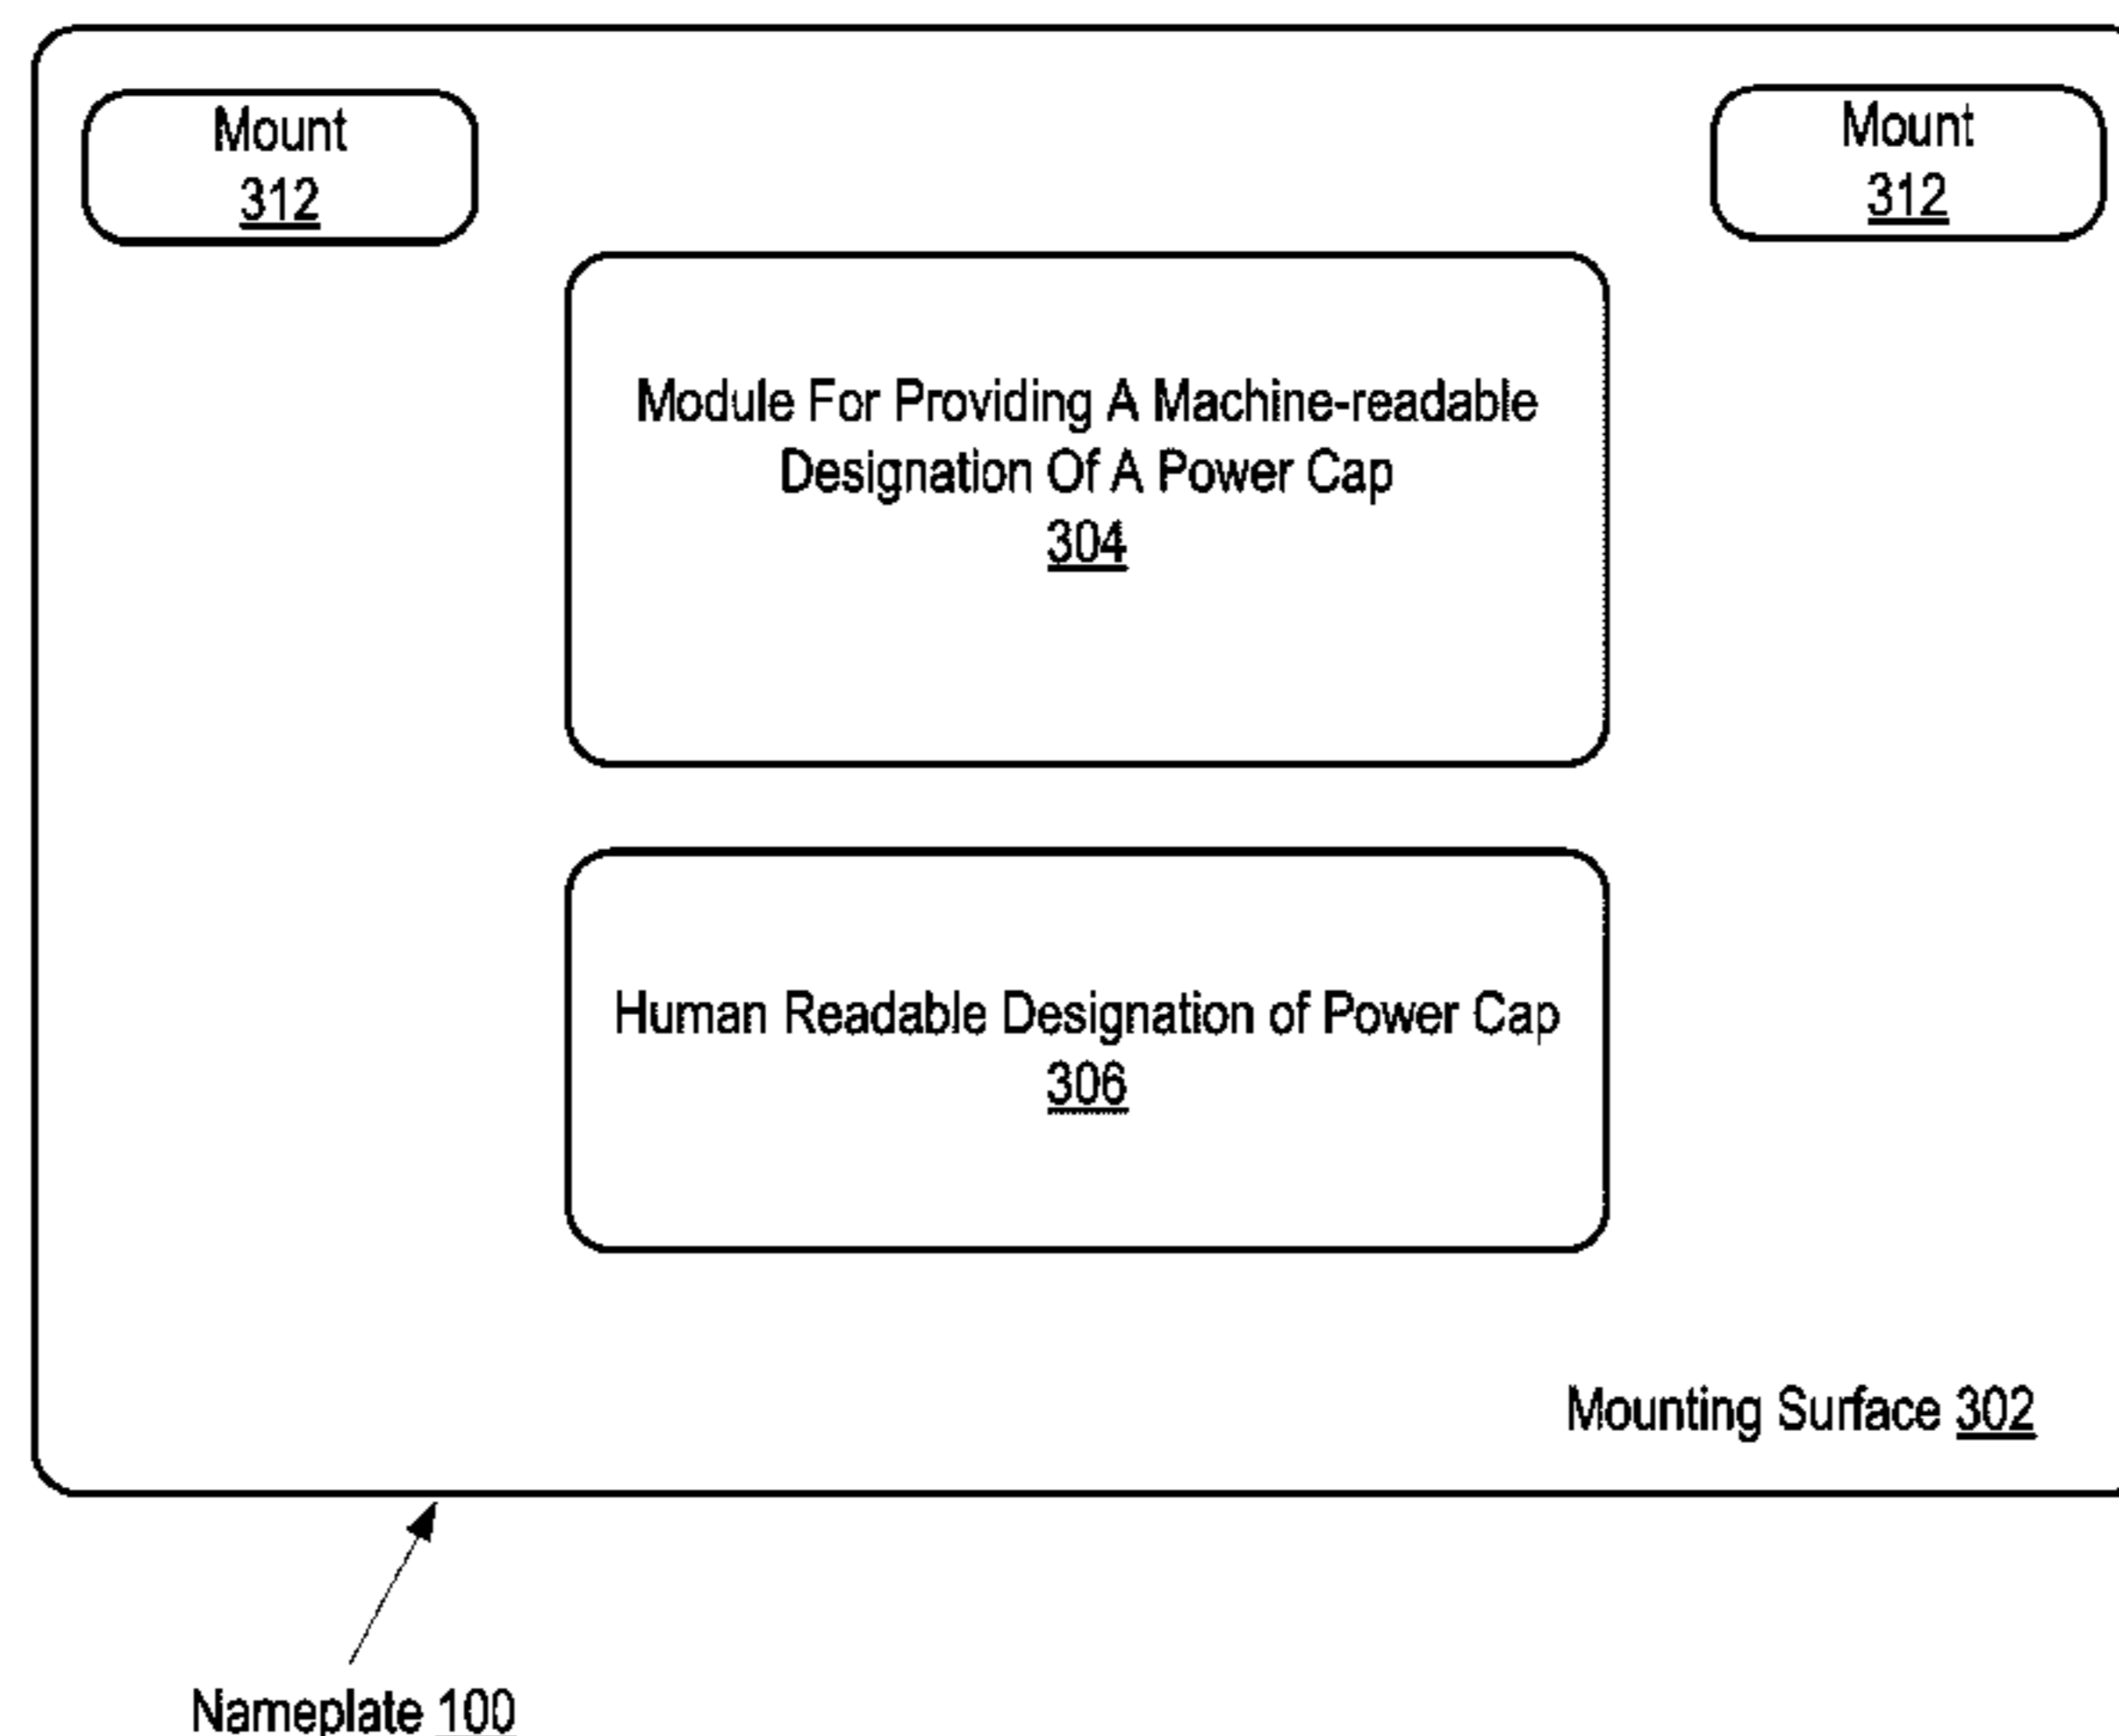 Mount
312
Mount
312
Module For Providing A Machine-readable
Designation Of A Power Cap
304
Human Readable Designation of Power Cap
306
Mounting Surface 302
Nameplate 100